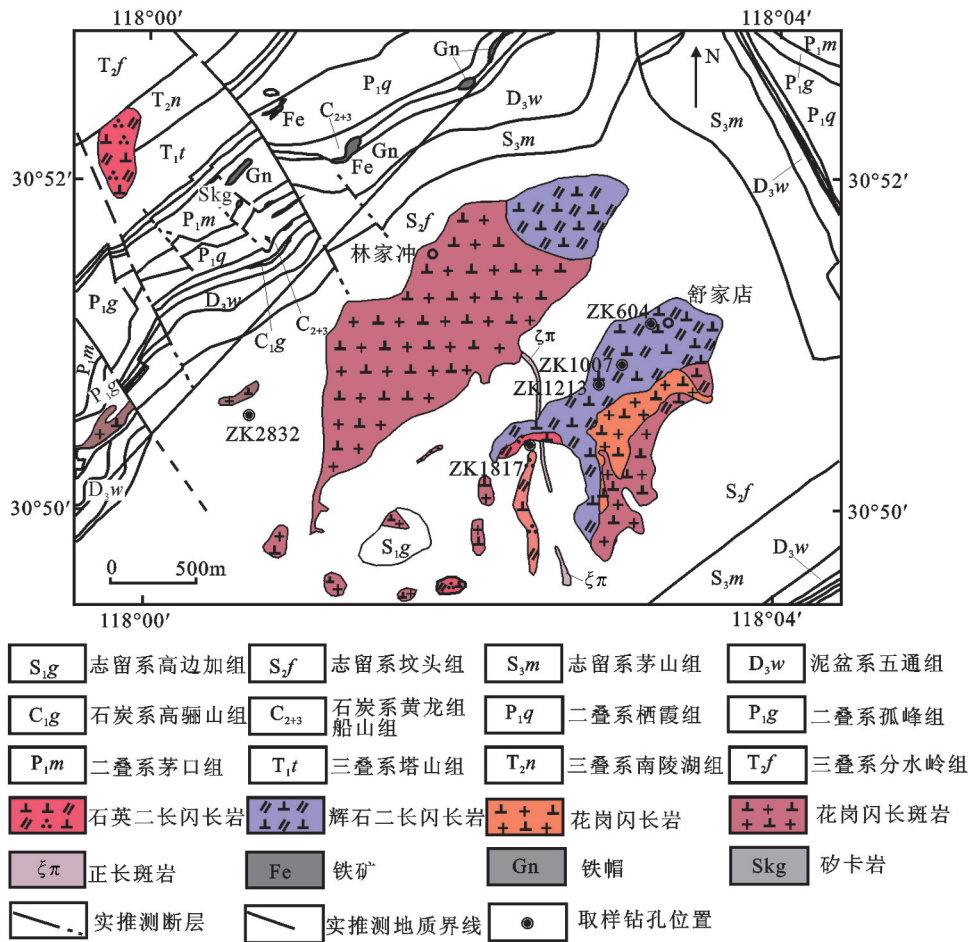 118°00′ 118°04′
T₂f
Gn
P₁m
P₁q
N
P₁g
T₂n
D₃w
Fe
C₂₊₃
S₃m
P₁q
T₁t
Gn
S₃m
Fe
30°52′
Gn
D₃w
30°52′
Skg
P₁m
S₂f
林家冲
P₁q
舒家店
P₁g
D₃w
ZK604
C₂₊₃
C₁g
ζπ
P₁m
ZK1007
P₁g
ZK1213
ZK2832
ZK1817
D₃w
S₂f
30°50′
30°50′
S₁g
D₃w
0 500m
ξπ
S₃m
118°00′ 118°04′
S₁g 志留系高边加组 S₂f 志留系坟头组 S₃m 志留系茅山组 D₃w 泥盆系五通组
C₁g 石炭系高骊山组 C₂₊₃ 石炭系黄龙组
船山组 P₁q 二叠系栖霞组 P₁g 二叠系孤峰组
P₁m 二叠系茅口组 T₁t 三叠系塔山组 T₂n 三叠系南陵湖组 T₂f 三叠系分水岭组
石英二长闪长岩 辉石二长闪长岩 花岗闪长岩 花岗闪长斑岩
ξπ 正长斑岩 Fe 铁矿 Gn 铁帽 Skg 矽卡岩
实推测断层 实推测地质界线 取样钻孔位置